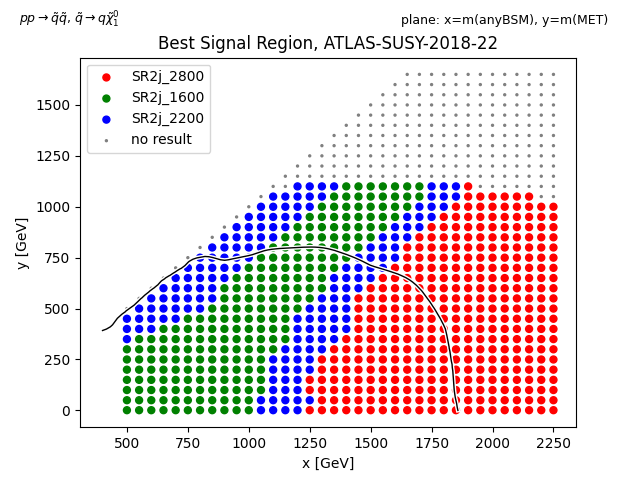 pp → q̃q̃, q̃ → qχ̃₁⁰ plane: x=m(anyBSM), y=m(MET)
Best Signal Region, ATLAS-SUSY-2018-22
SR2j_2800
SR2j_1600
SR2j_2200
no result
1500
1250
1000
750
500
250
0
y [GeV]
500 750 1000 1250 1500 1750 2000 2250
x [GeV]